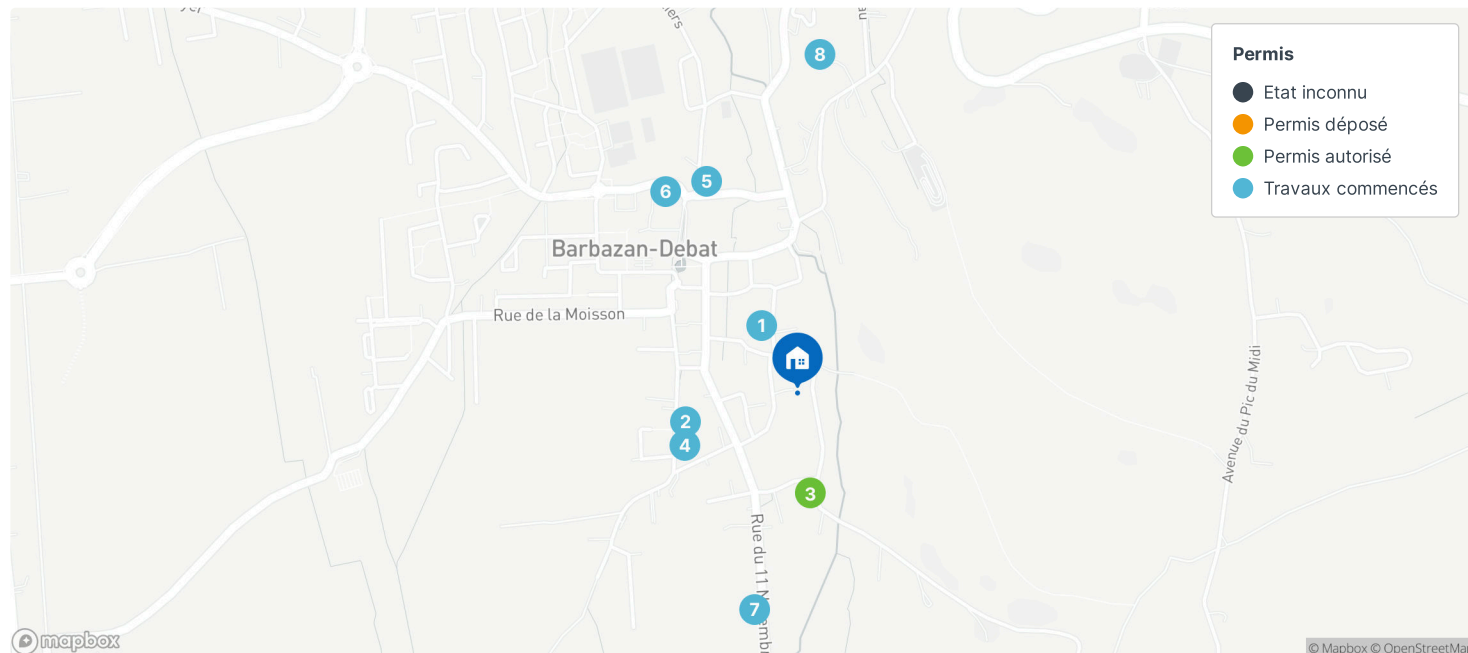 8
Permis
Etat inconnu
Permis déposé
Permis autorisé
Travaux commencés
5
6
Barbazan-Debat
Rue de la Moisson
1
2
4
3
Avenue du Pic du Midi
Rue du 11
7
mapbox
© Mapbox © OpenStreetMap